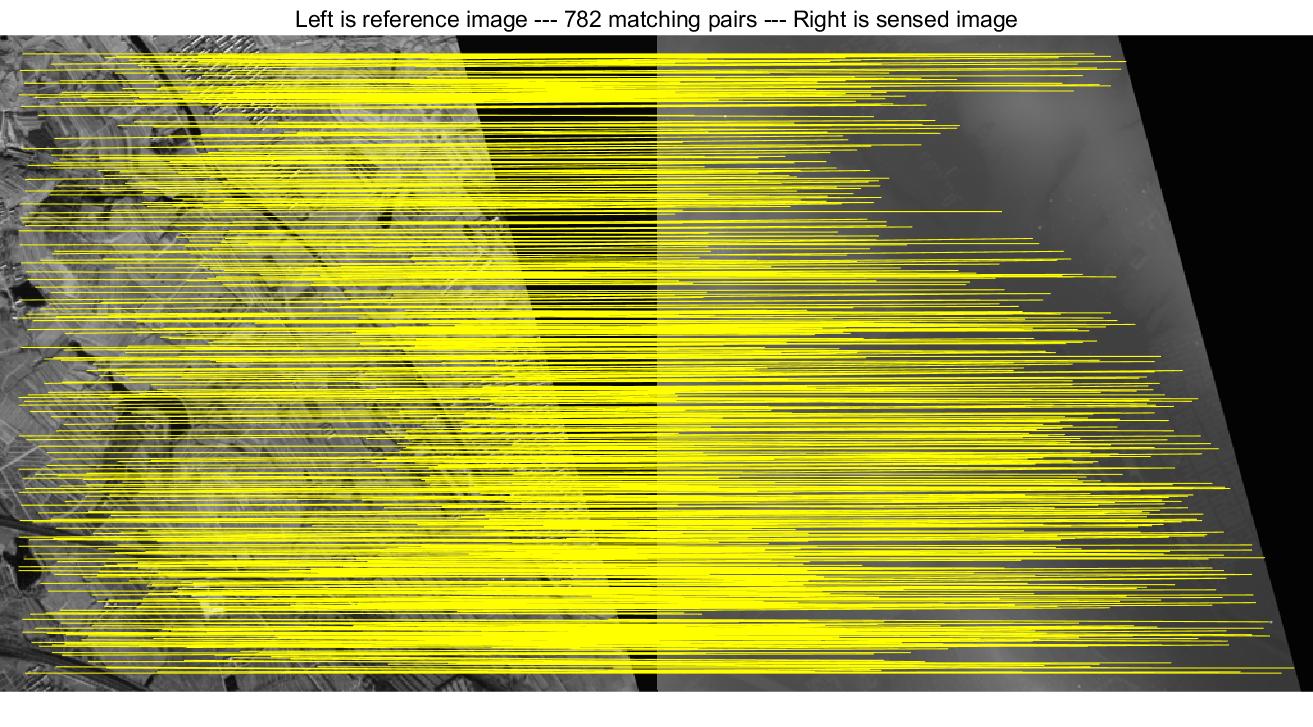 Left is reference image --- 782 matching pairs --- Right is sensed image